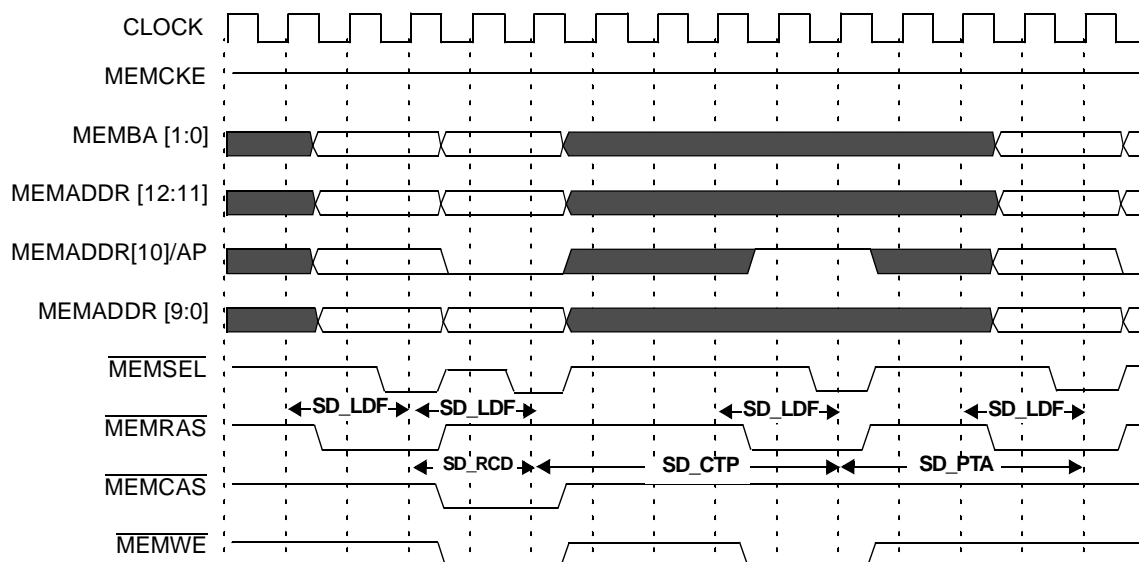 CLOCK
MEMCKE
MEMBA [1:0]
MEMADDR [12:11]
MEMADDR[10]/AP
MEMADDR [9:0]
MEMSEL
SD_LDF SD_LDF SD_LDF SD_LDF
MEMRAS
SD_RCD SD_CTP SD_PTA
MEMCAS
MEMWE